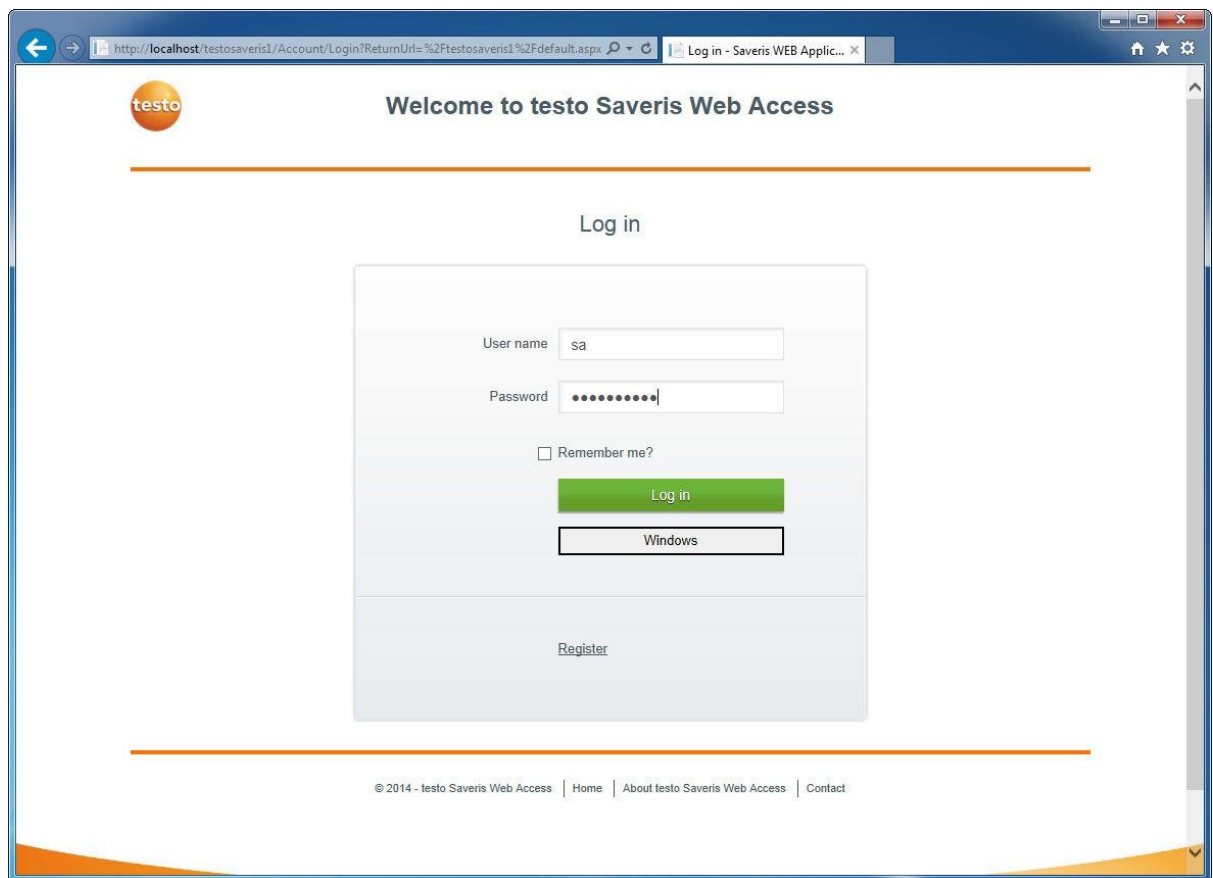 http://localhost/testosaveris1/Account/Login?ReturnUrl=%2Ftestosaveris1%2Fdefault.aspx
Log in - Saveris WEB Applic...
testo
Welcome to testo Saveris Web Access
Log in
User name sa
Password ●●●●●●●●●●
Remember me?
Log in
Windows
Register
© 2014 - testo Saveris Web Access | Home | About testo Saveris Web Access | Contact